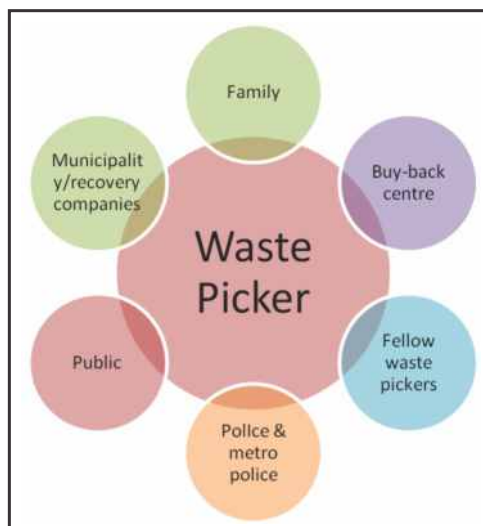 Family
Municipalit
y/recovery
companies
Buy-back
centre
Waste
Picker
Public
Fellow
waste
pickers
Police &
metro
police